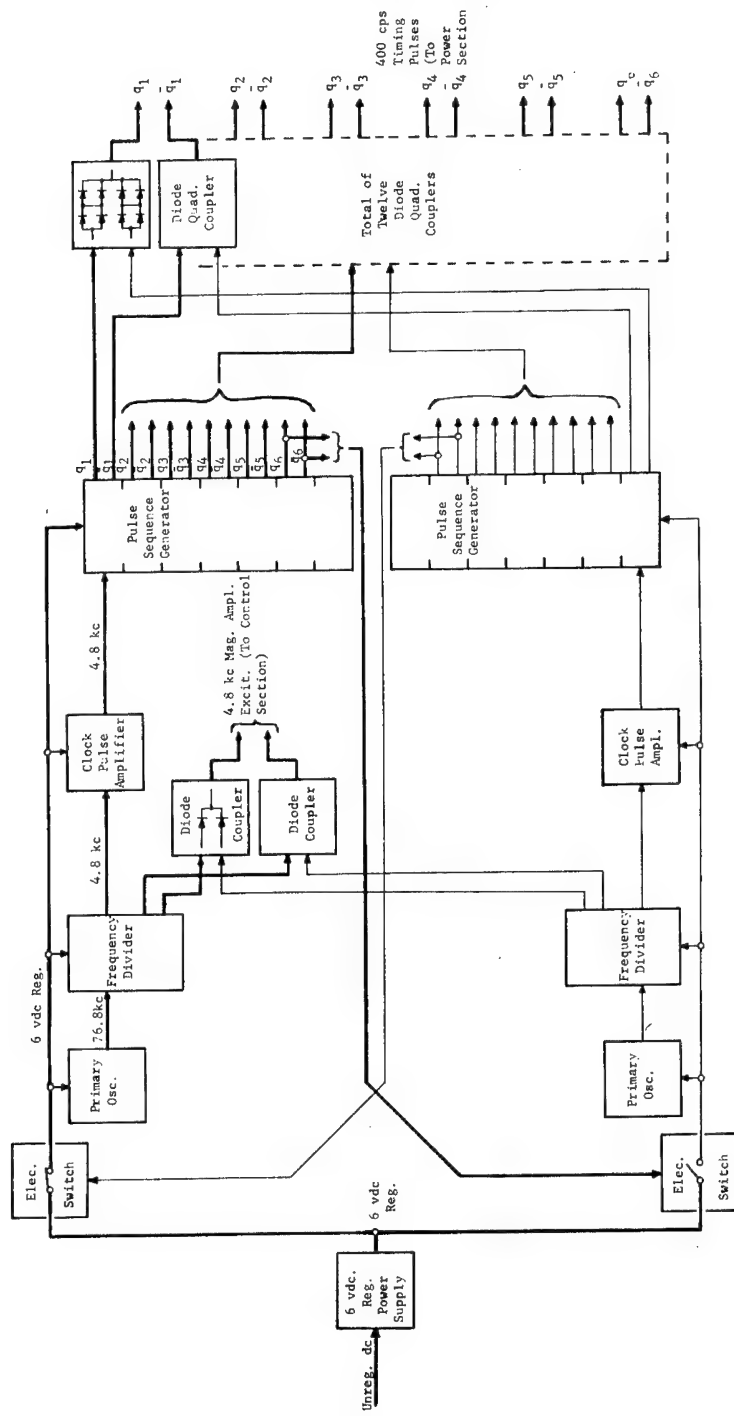 Unreg. dc
6 vdc.
Reg.
Power
Supply
6 vdc
Reg.
Elec.
Switch
6 vdc Reg.
Primary
Osc.
76.8kc
Frequency
Divider
4.8 kc
Clock
Pulse
Amplifier
4.8 kc
Pulse
Sequence
Generator
q1
q̄1
q2
q̄2
q3
q̄3
q4
q̄4
q5
q̄5
q6
q̄6
Diode
Coupler
Diode
Coupler
4.8 kc Mag. Ampl.
Excit. (To Control
Section)
Diode
Quad.
Coupler
Total of
Twelve
Diode
Quad.
Couplers
q1
q̄1
q2
q̄2
q3
q̄3
q4
q̄4
q5
q̄5
q̄6
400 cps
Timing
Pulses
(To
Power
Section
Elec.
Switch
Primary
Osc.
Frequency
Divider
Clock
Pulse
Ampl.
Pulse
Sequence
Generator